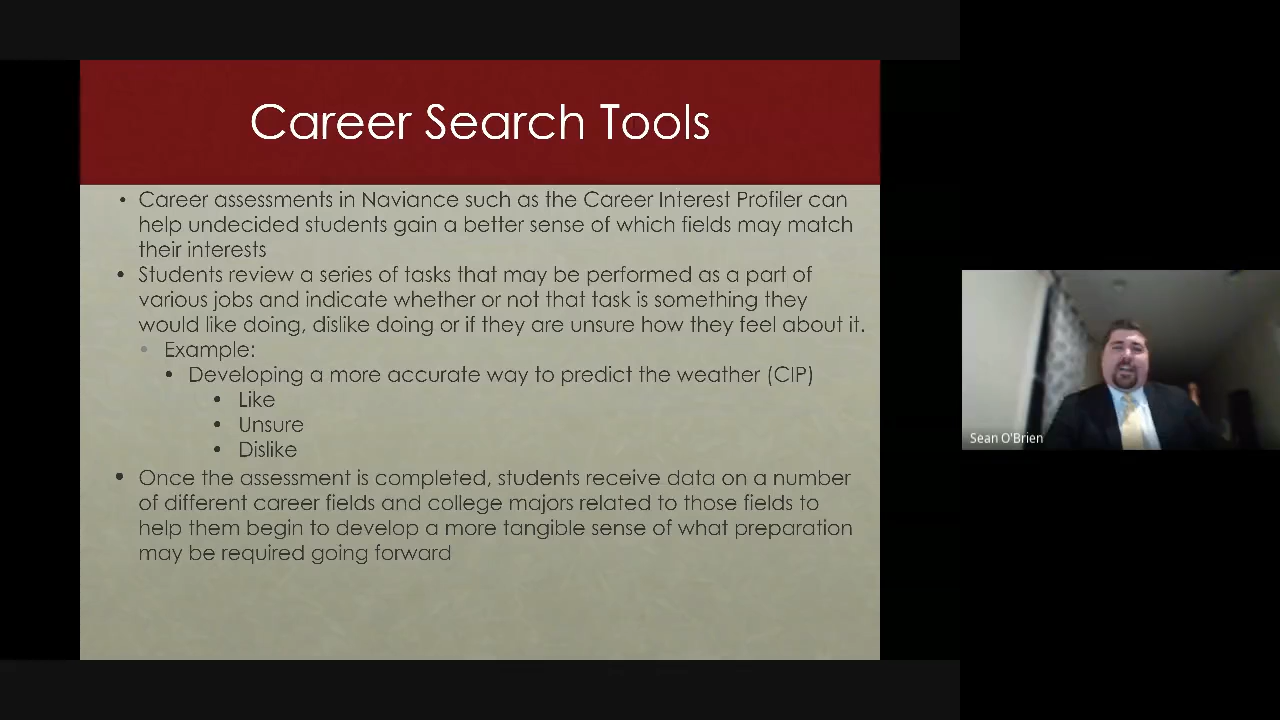 Career Search Tools
• Career assessments in Naviance such as the Career Interest Profiler can
help undecided students gain a better sense of which fields may match
their interests
• Students review a series of tasks that may be performed as a part of
various jobs and indicate whether or not that task is something they
would like doing, dislike doing or if they are unsure how they feel about it.
• Example:
• Developing a more accurate way to predict the weather (CIP)
• Like
• Unsure
• Dislike
• Once the assessment is completed, students receive data on a number
of different career fields and college majors related to those fields to
help them begin to develop a more tangible sense of what preparation
may be required going forward
Sean O'Brien